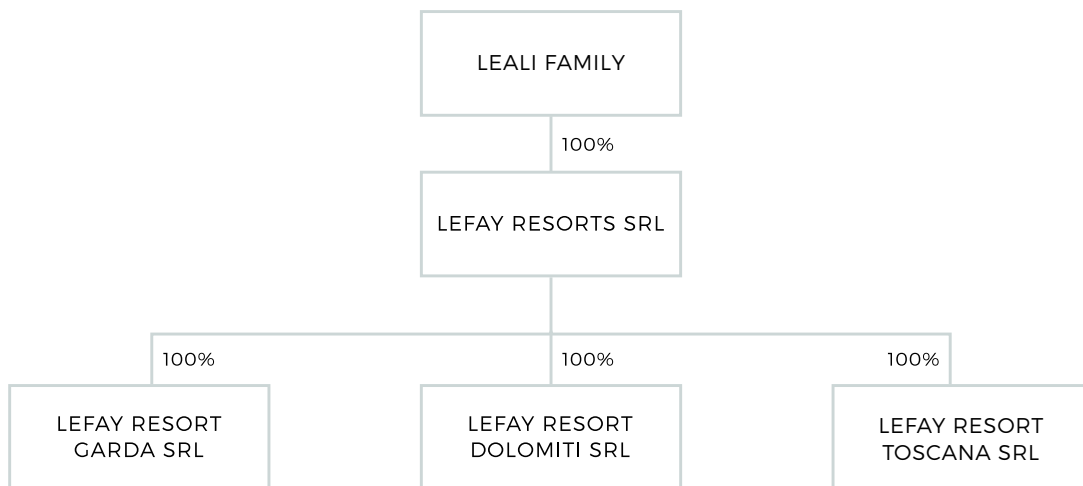 LEALI FAMILY
100%
LEFAY RESORTS SRL
100%
100%
100%
LEFAY RESORT
GARDA SRL
LEFAY RESORT
DOLOMITI SRL
LEFAY RESORT
TOSCANA SRL